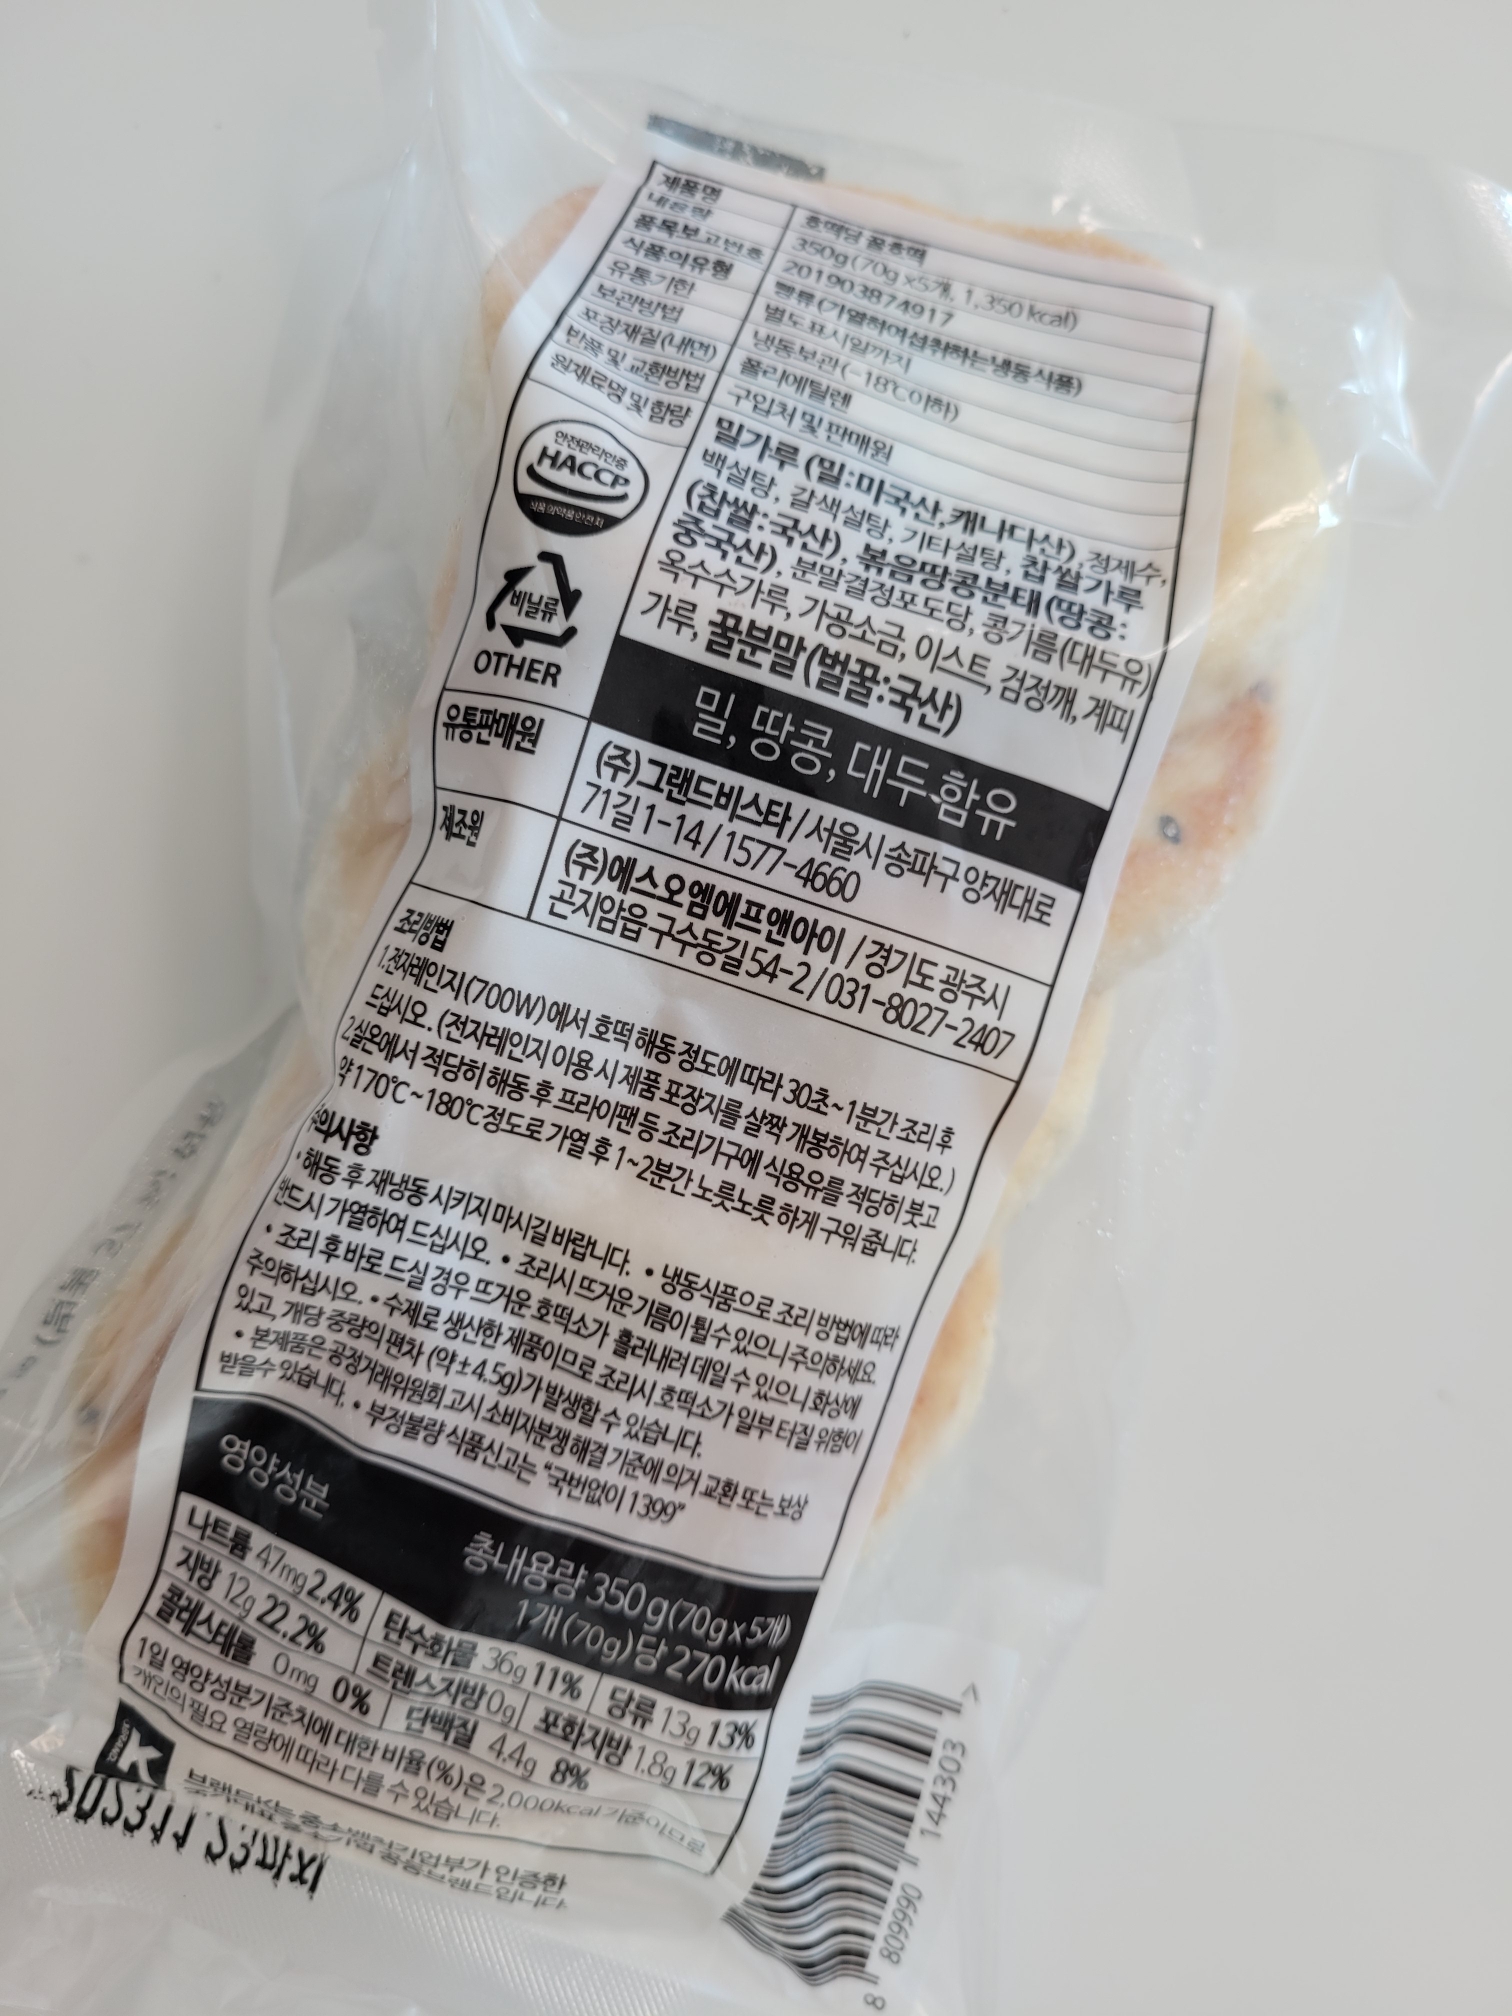 제품명 호떡당 꿀호떡
내용량 350g(70g x5개, 1,350 kcal)
품목보고번호 201903874917
식품의유형 빵류(가열하여섭취하는냉동식품)
유통기한 별도표시일까지
보관방법 냉동보관(-18℃이하)
포장재질(내면) 폴리에틸렌
반품 및 교환방법 구입처 및 판매원
원재료명 및 함량
밀가루 (밀:미국산,캐나다산), 정제수,
백설탕, 갈색설탕, 기타설탕, 찹쌀가루
(찹쌀:국산), 볶음땅콩분태(땅콩:
중국산), 분말결정포도당, 콩기름(대두유)
옥수수가루, 가공소금, 이스트, 검정깨, 계피
가루, 꿀분말(벌꿀:국산)
안전관리인증
HACCP
식품의약품안전처
비닐류
OTHER
밀, 땅콩, 대두 함유
유통판매원
(주)그랜드비스타 / 서울시 송파구 양재대로
71길 1-14 / 1577-4660
제조원
(주)에스오엠에프앤아이 / 경기도 광주시
곤지암읍 구수동길 54-2 / 031-8027-2407
조리방법
1.전자레인지(700W)에서 호떡 해동 정도에 따라 30초~1분간 조리 후
드십시오. (전자레인지 이용 시 제품 포장지를 살짝 개봉하여 주십시오.)
2.실온에서 적당히 해동 후 프라이팬 등 조리기구에 식용유를 적당히 붓고
약 170℃~180℃정도로 가열 후 1~2분간 노릇노릇 하게 구워 줍니다.
주의사항
• 해동 후 재냉동 시키지 마시길 바랍니다. • 냉동식품으로 조리 방법에 따라
반드시 가열하여 드십시오. • 조리시 뜨거운 기름이 튈 수 있으니 주의하세요.
• 조리 후 바로 드실 경우 뜨거운 호떡소가 흘러내려 데일 수 있으니 화상에
주의하십시오. • 수제로 생산한 제품이므로 조리시 호떡소가 일부 터질 위험이
있고, 개당 중량의 편차 (약±4.5g)가 발생할 수 있습니다.
• 본제품은 공정거래위원회 고시 소비자분쟁 해결 기준에 의거 교환 또는 보상
받을수 있습니다. • 부정불량 식품신고는 “국번없이 1399”
영양성분
총내용량 350g(70g x 5개)
1개(70g)당 270kcal
나트륨 47mg 2.4% 탄수화물 36g 11% 당류 13g 13%
지방 12g 22.2% 트랜스지방 0g 포화지방 1.8g 12%
콜레스테롤 0mg 0% 단백질 4.4g 8%
1일 영양성분기준치에 대한 비율(%)은 2,000kcal 기준이므로
개인의 필요 열량에 따라 다를 수 있습니다.
2023.11.23까지
8 809990 144303 >